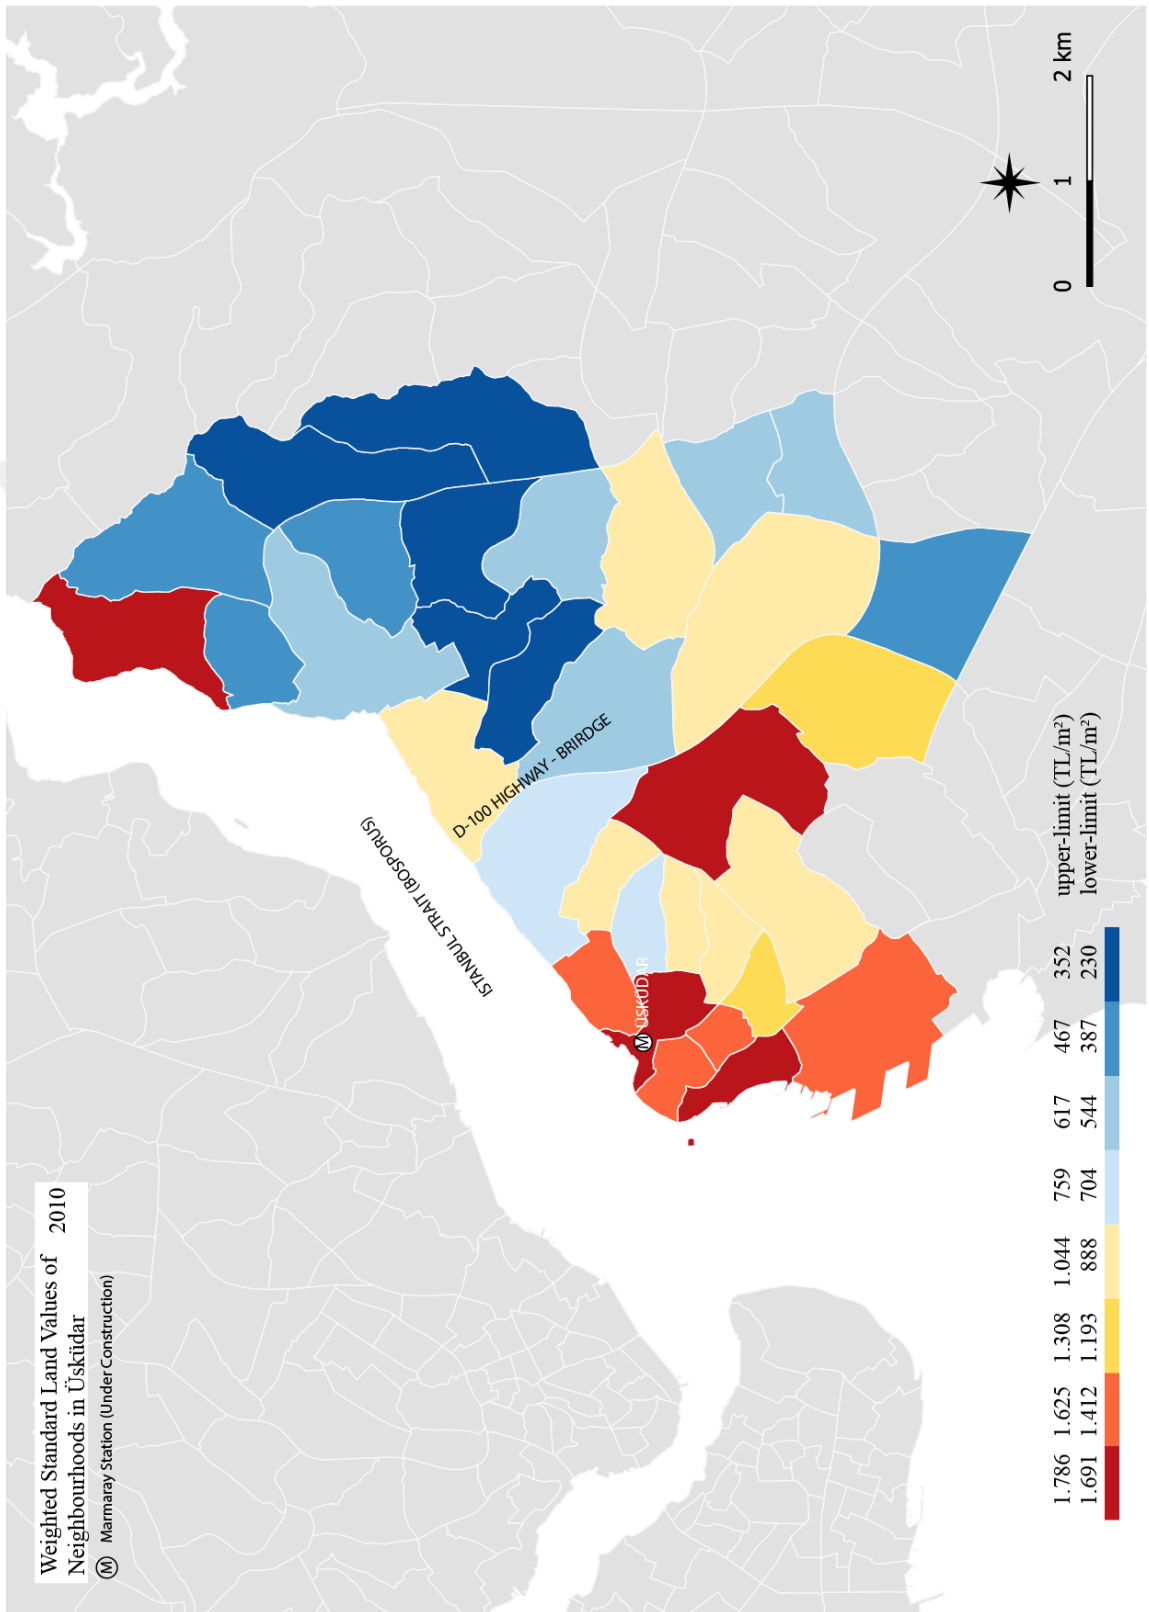 Weighted Standard Land Values of 2010
Neighbourhoods in Üsküdar
M Marmaray Station (Under Construction)
ISTANBUL STRAIT (BOSPORUS)
D-100 HIGHWAY - BRIRDGE
M ÜSKÜDAR
1.786 1.625 1.308 1.044 759 617 467 352 upper-limit (TL/m²)
1.691 1.412 1.193 888 704 544 387 230 lower-limit (TL/m²)
0 1 2 km